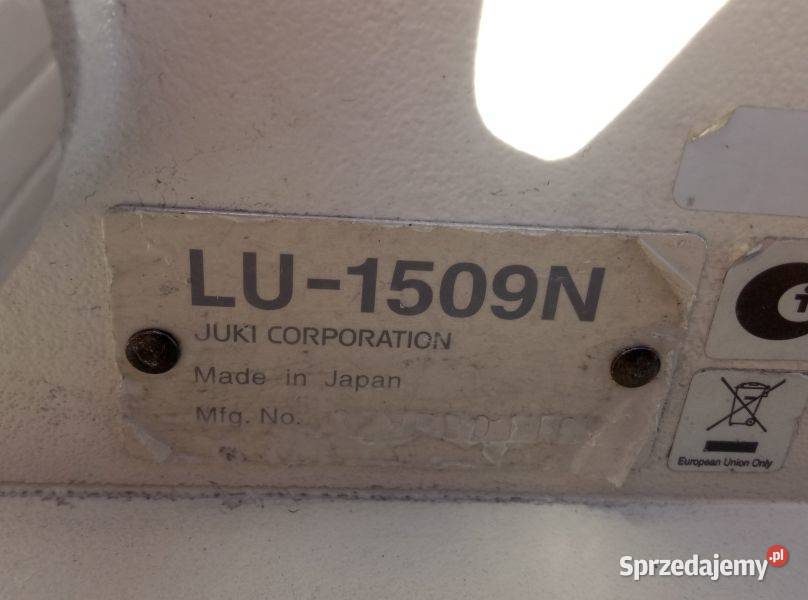 LU-1509N
JUKI CORPORATION
Made in Japan
Mfg. No.
European Union Only
Sprzedajemy.pl